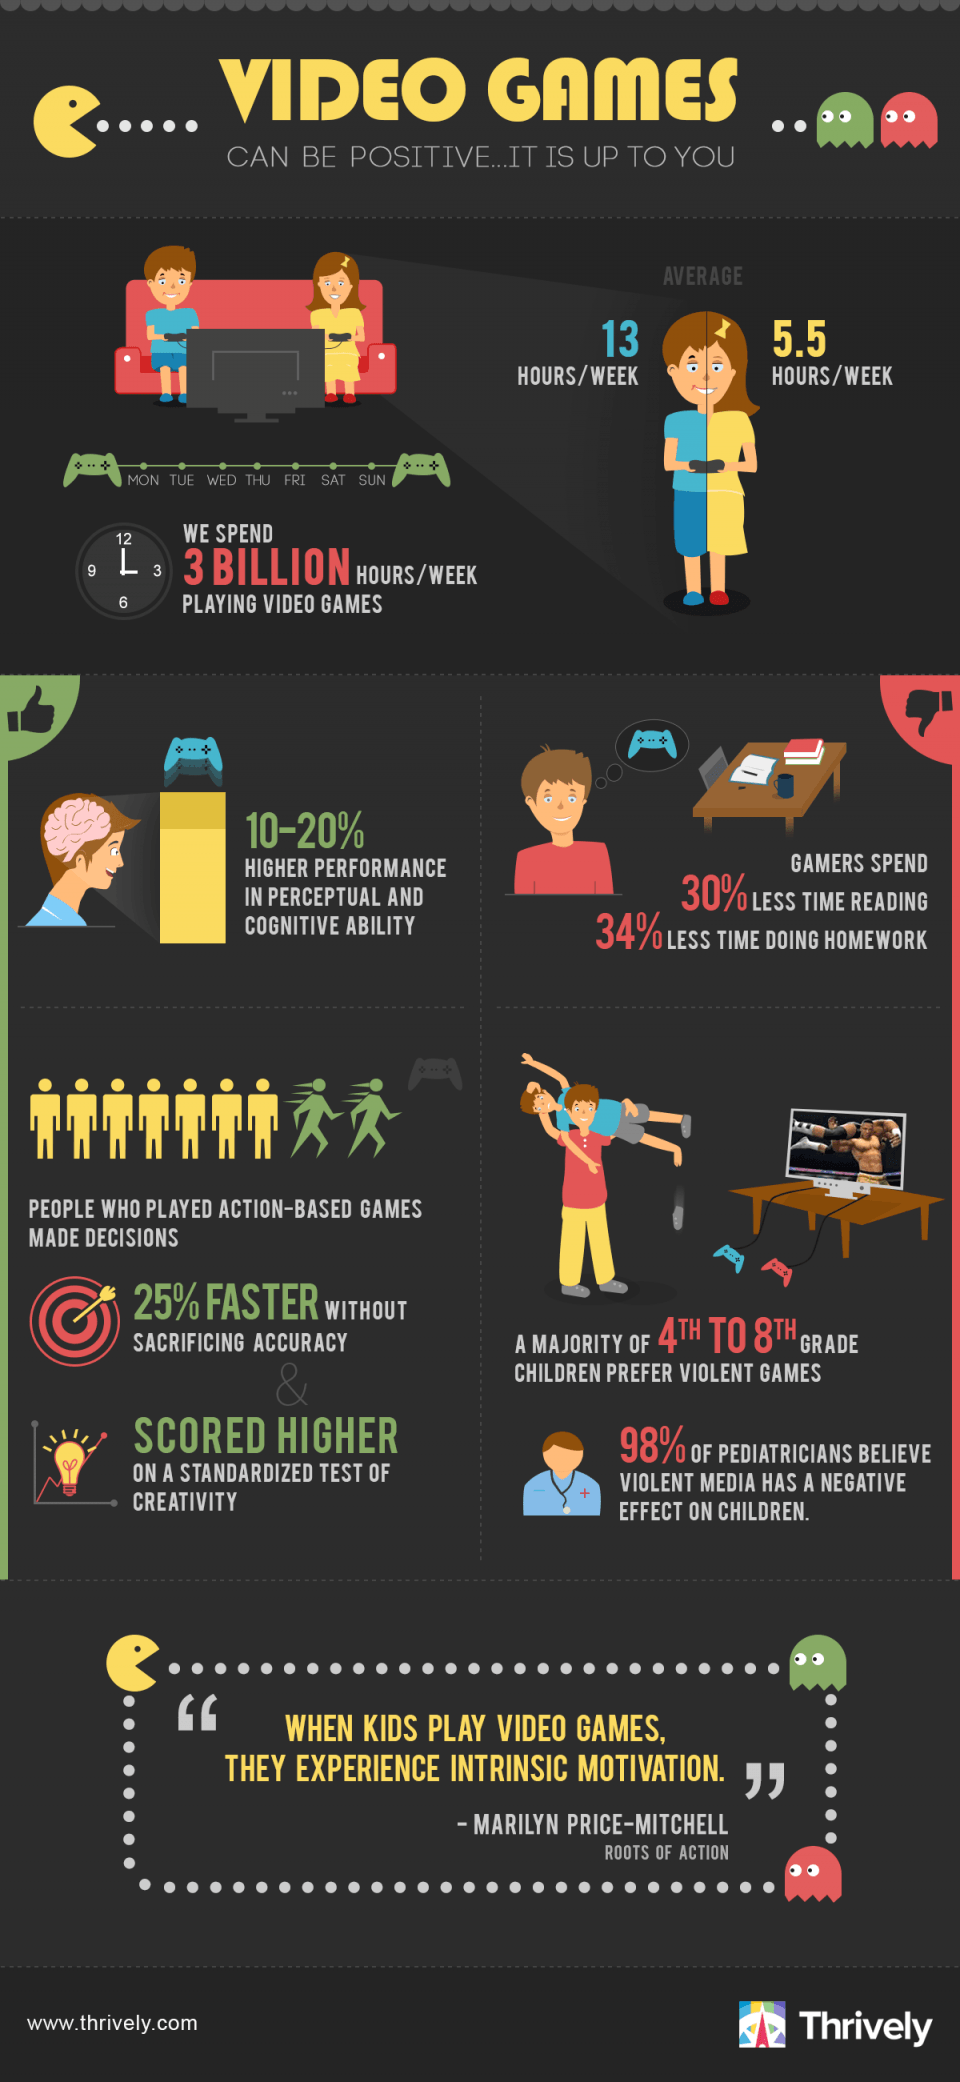 VIDEO GAMES
CAN BE POSITIVE...IT IS UP TO YOU
AVERAGE
13
HOURS/WEEK
5.5
HOURS/WEEK
MON TUE WED THU FRI SAT SUN
12
9
3
6
WE SPEND
3 BILLION HOURS/WEEK
PLAYING VIDEO GAMES
10-20%
HIGHER PERFORMANCE
IN PERCEPTUAL AND
COGNITIVE ABILITY
GAMERS SPEND
30% LESS TIME READING
34% LESS TIME DOING HOMEWORK
PEOPLE WHO PLAYED ACTION-BASED GAMES
MADE DECISIONS
25% FASTER WITHOUT
SACRIFICING ACCURACY
&
SCORED HIGHER
ON A STANDARDIZED TEST OF
CREATIVITY
A MAJORITY OF 4TH TO 8TH GRADE
CHILDREN PREFER VIOLENT GAMES
98% OF PEDIATRICIANS BELIEVE
VIOLENT MEDIA HAS A NEGATIVE
EFFECT ON CHILDREN.
“ WHEN KIDS PLAY VIDEO GAMES,
THEY EXPERIENCE INTRINSIC MOTIVATION. ”
- MARILYN PRICE-MITCHELL
ROOTS OF ACTION
www.thrively.com
Thrively